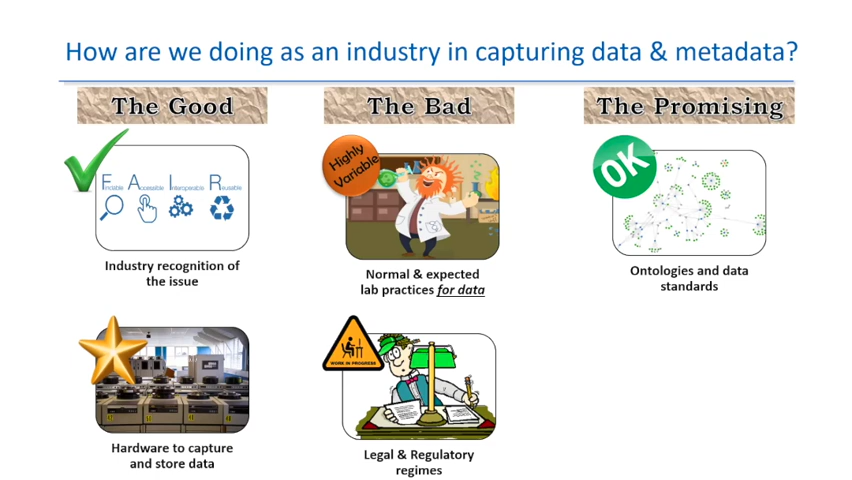 How are we doing as an industry in capturing data & metadata?
The Good
The Bad
The Promising
F A I R
Findable Accessible Interoperable Reusable
Industry recognition of
the issue
Highly
Variable
Normal & expected
lab practices for data
OK
Ontologies and data
standards
Hardware to capture
and store data
WORK IN PROGRESS
Legal & Regulatory
regimes